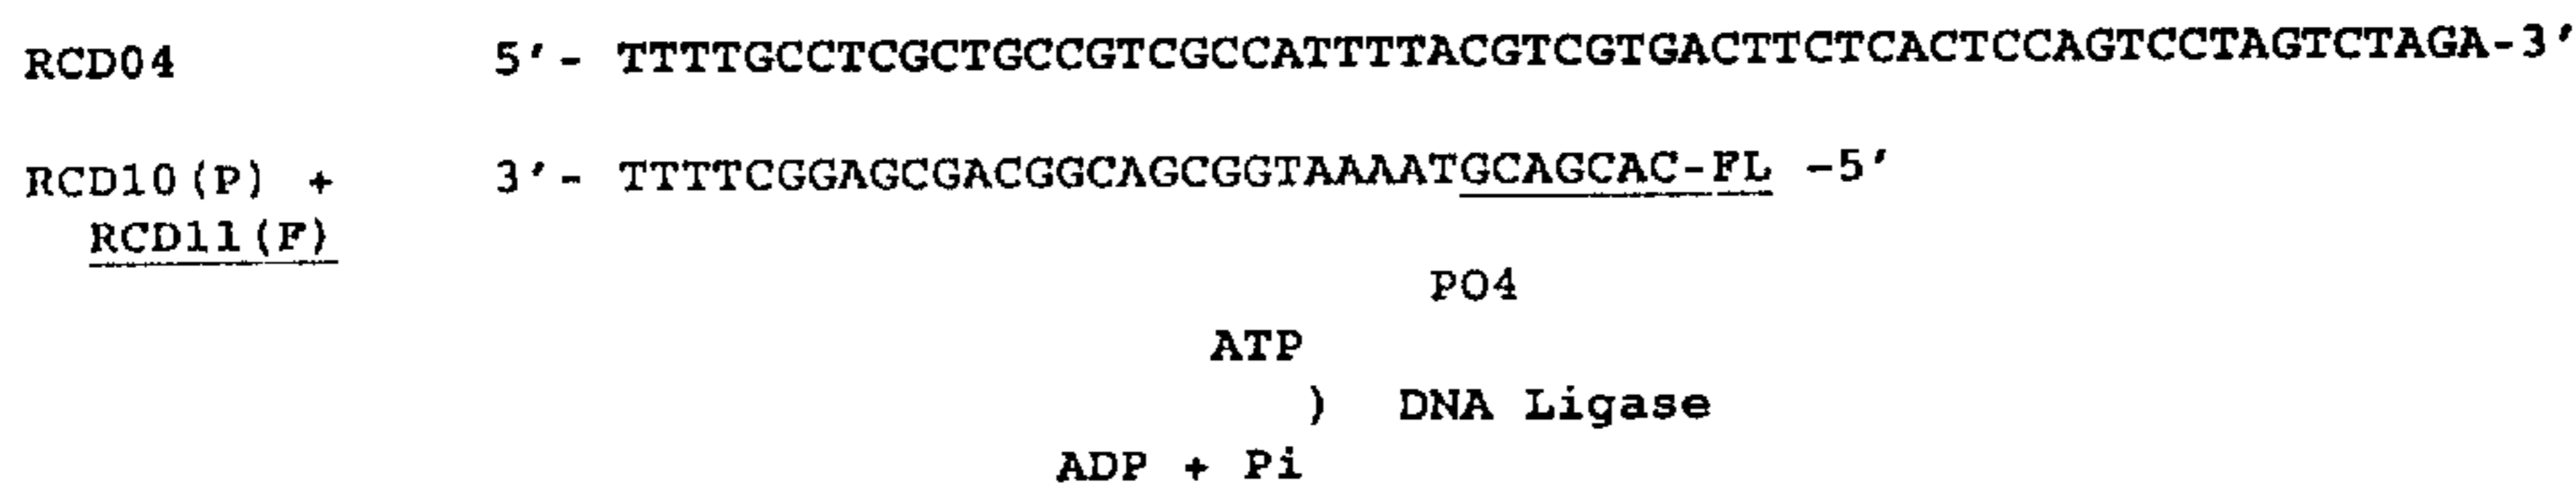 RCD04 5'- TTTTGCCTCGCTGCCGTCGCCATTTTACGTCGTGACTTCTCACTCCAGTCCTAGTCTAGA-3'
RCD10(P) + 3'- TTTTCGGAGCGACGGCAGCGGTAAAATGCAGCAC-FL -5'
RCD11(F)
PO4
ATP
) DNA Ligase
ADP + Pi